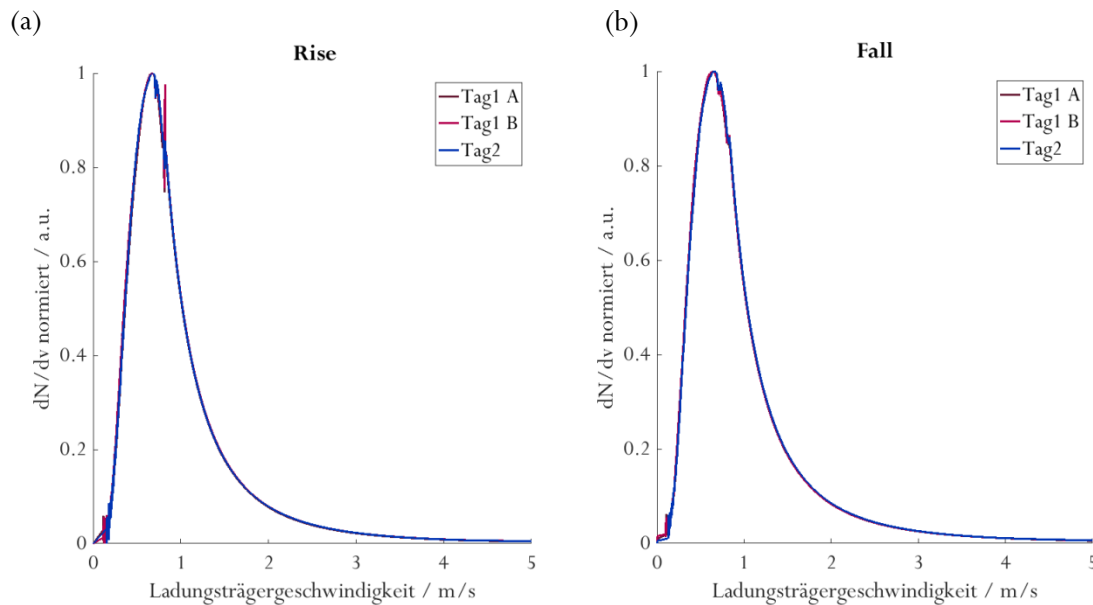 (a)
Rise
1
0.8
0.6
0.4
0.2
0
0
1
2
3
4
5
dN/dv normiert / a.u.
Ladungsträgergeschwindigkeit / m/s
Tag1 A
Tag1 B
Tag2
(b)
Fall
1
0.8
0.6
0.4
0.2
0
0
1
2
3
4
5
dN/dv normiert / a.u.
Ladungsträgergeschwindigkeit / m/s
Tag1 A
Tag1 B
Tag2